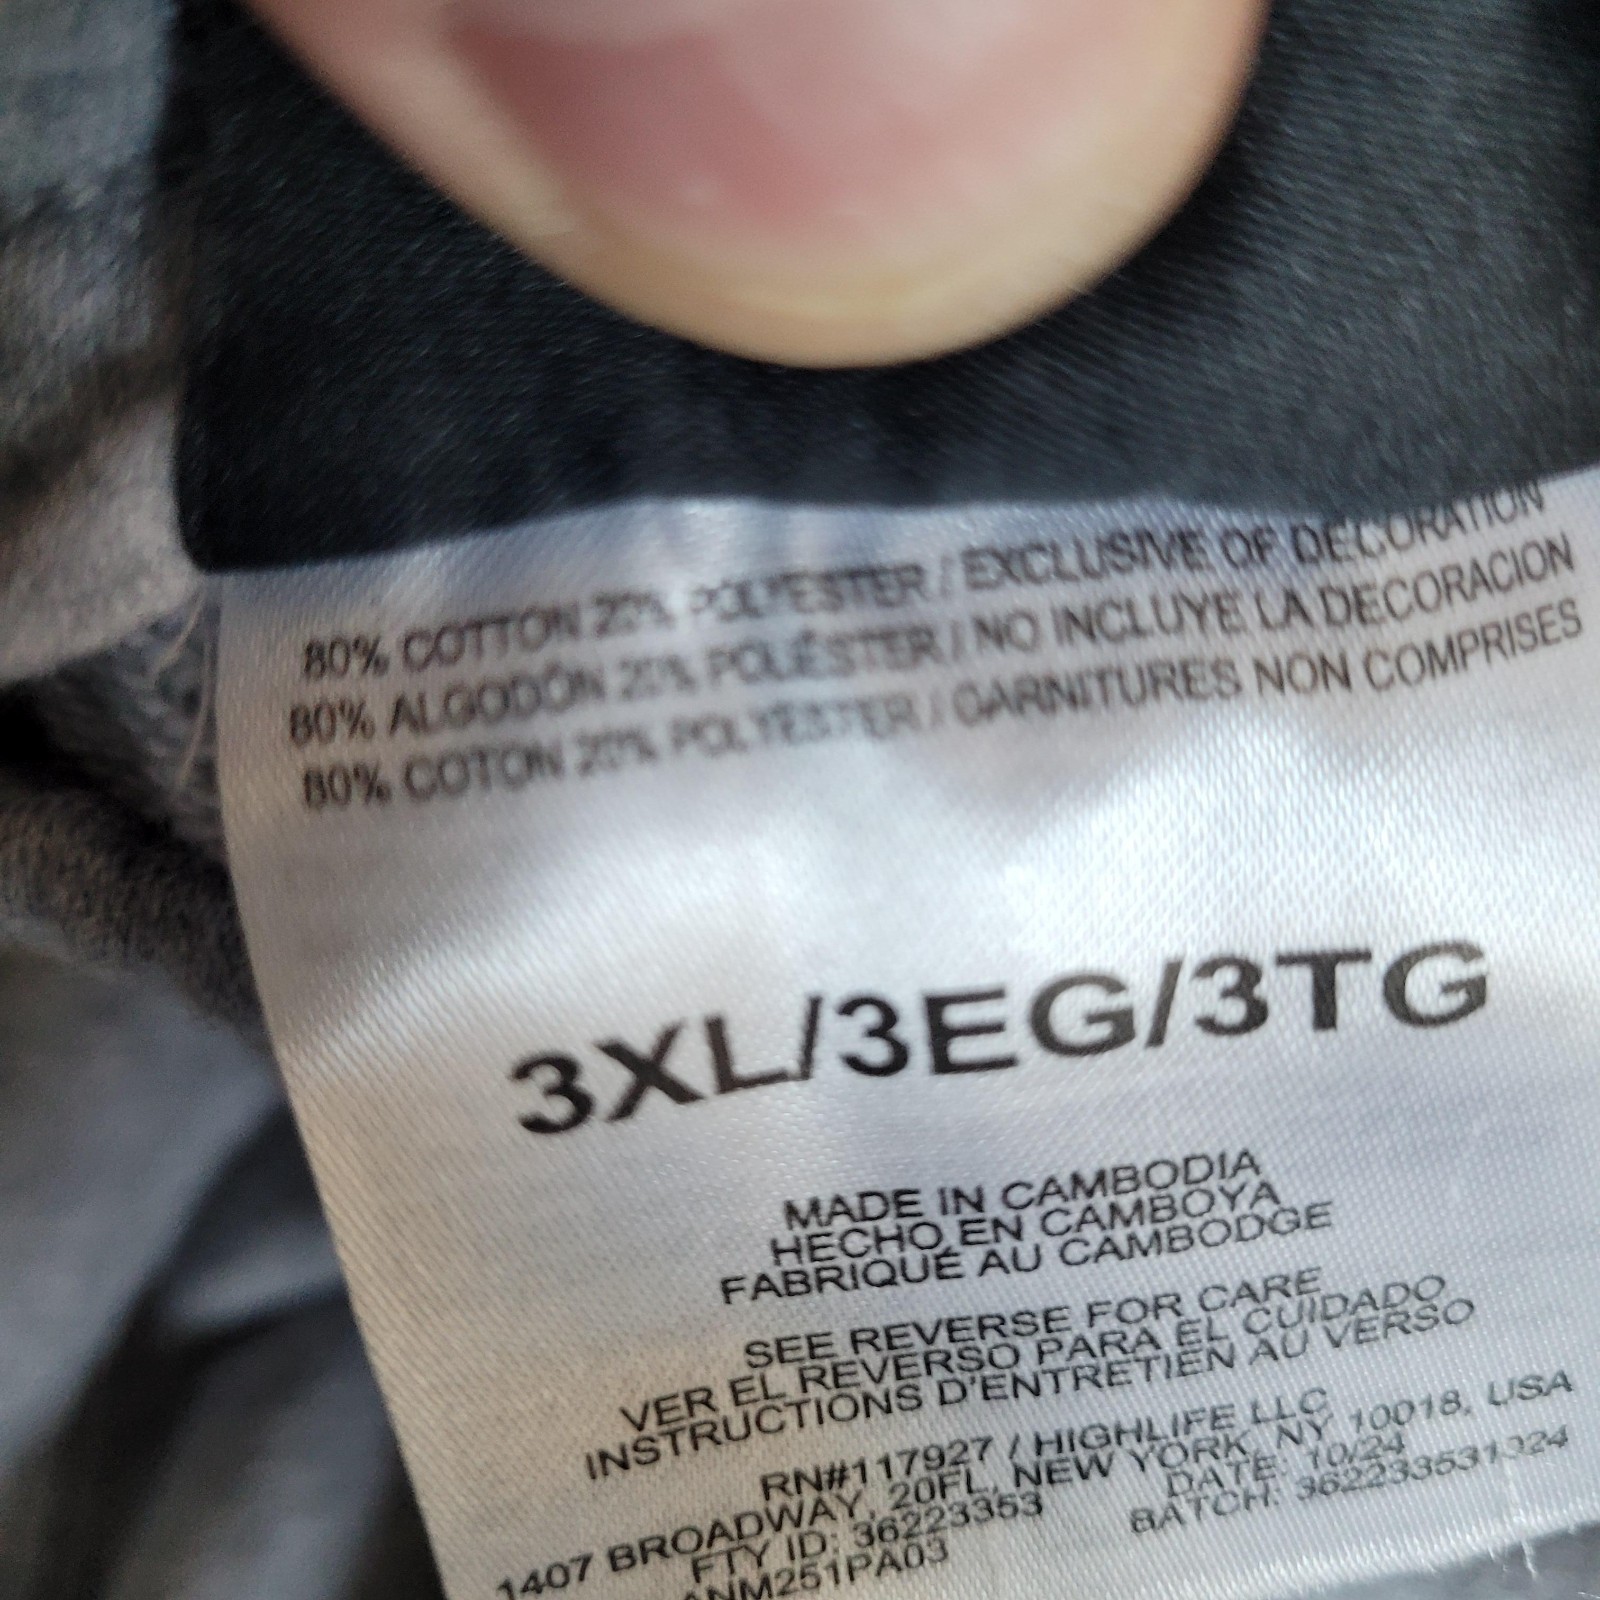 80% COTTON 20% POLYESTER / EXCLUSIVE OF DECORATION
80% ALGODÓN 20% POLIÉSTER / NO INCLUYE LA DECORACION
80% COTON 20% POLYESTER / GARNITURES NON COMPRISES
3XL/3EG/3TG
MADE IN CAMBODIA
HECHO EN CAMBOYA
FABRIQUÉ AU CAMBODGE
SEE REVERSE FOR CARE
VER EL REVERSO PARA EL CUIDADO
INSTRUCTIONS D'ENTRETIEN AU VERSO
RN#117927 / HIGHLIFE LLC
1407 BROADWAY, 20FL, NEW YORK, NY 10018, USA
FTY ID: 36223353 DATE: 10/24
ANM251PA03 BATCH: 362233531324